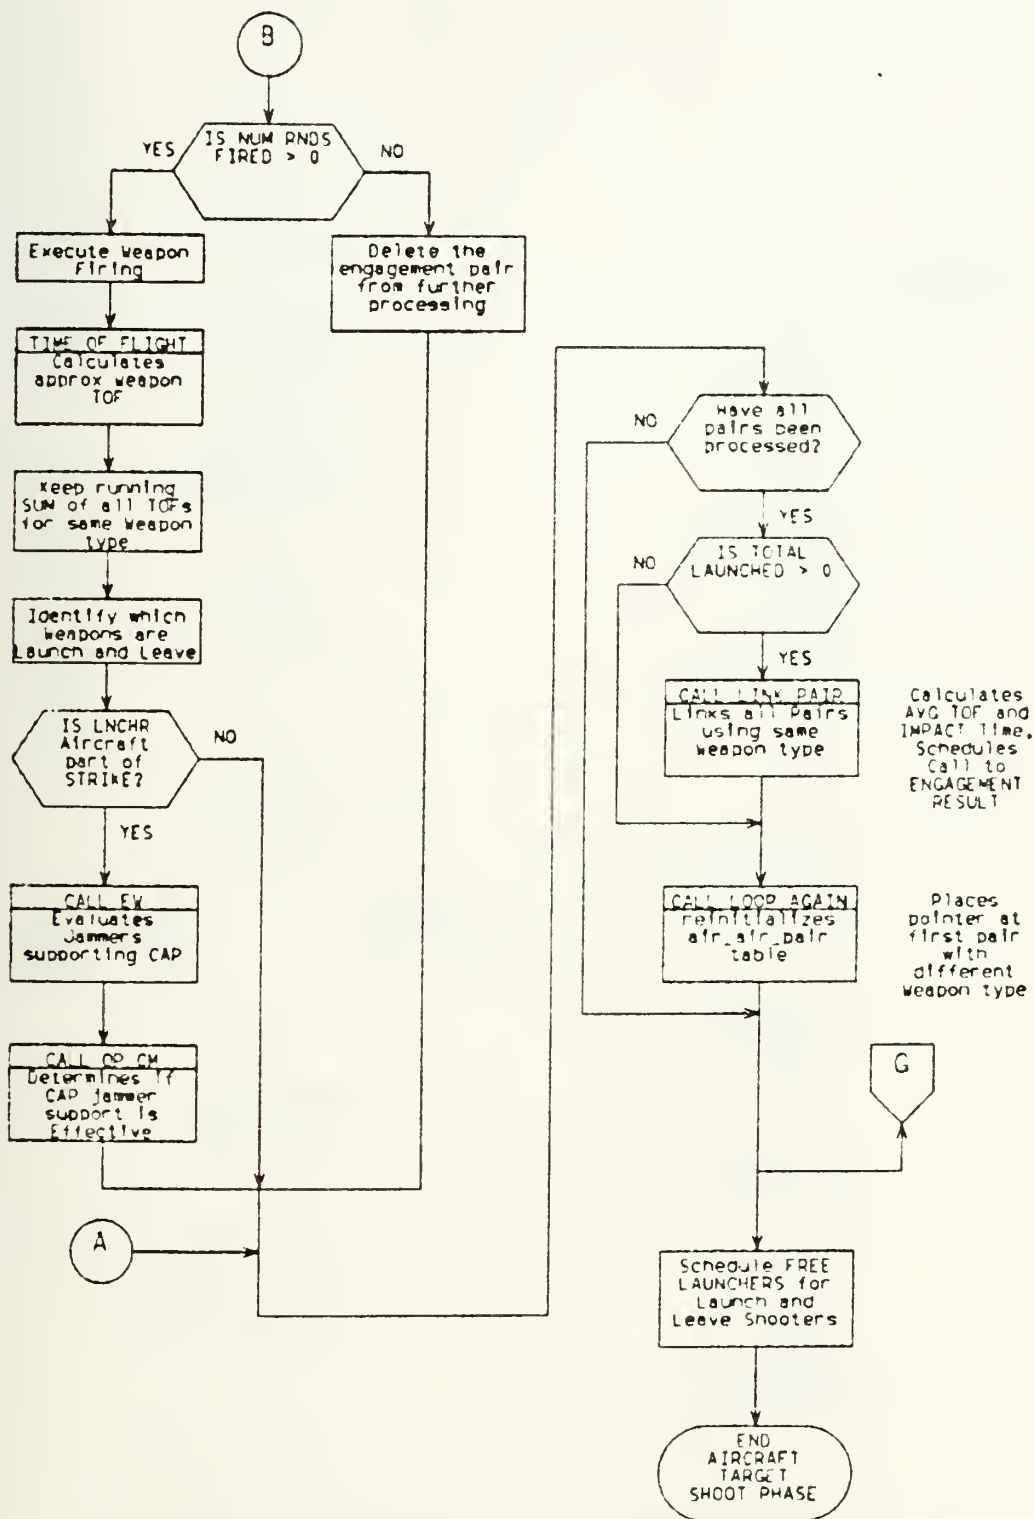 B
IS NUM RNDS
FIRED > 0
YES
NO
Execute Weapon
Firing
Delete the
engagement pair
from further
processing
TIME OF FLIGHT
Calculates
approx weapon
TOF
Keep running
SUM of all TOFs
for same Weapon
type
Identify which
Weapons are
Launch and Leave
IS LNCHR
Aircraft
part of
STRIKE?
NO
YES
CALL EW
Evaluates
Jammers
supporting CAP
CALL OP CM
Determines if
CAP jammer
support is
Effective
A
Have all
pairs been
processed?
NO
YES
IS TOTAL
LAUNCHED > 0
NO
YES
CALL LINK PAIR
Links all Pairs
using same
Weapon type
Calculates
AVG TOF and
IMPACT Time.
Schedules
Call to
ENGAGEMENT
RESULT
CALL LOOP AGAIN
reinitializes
air_air_pair
table
Places
pointer at
first pair
with
different
Weapon type
G
Schedule FREE
LAUNCHERS for
Launch and
Leave Shooters
END
AIRCRAFT
TARGET
SHOOT PHASE